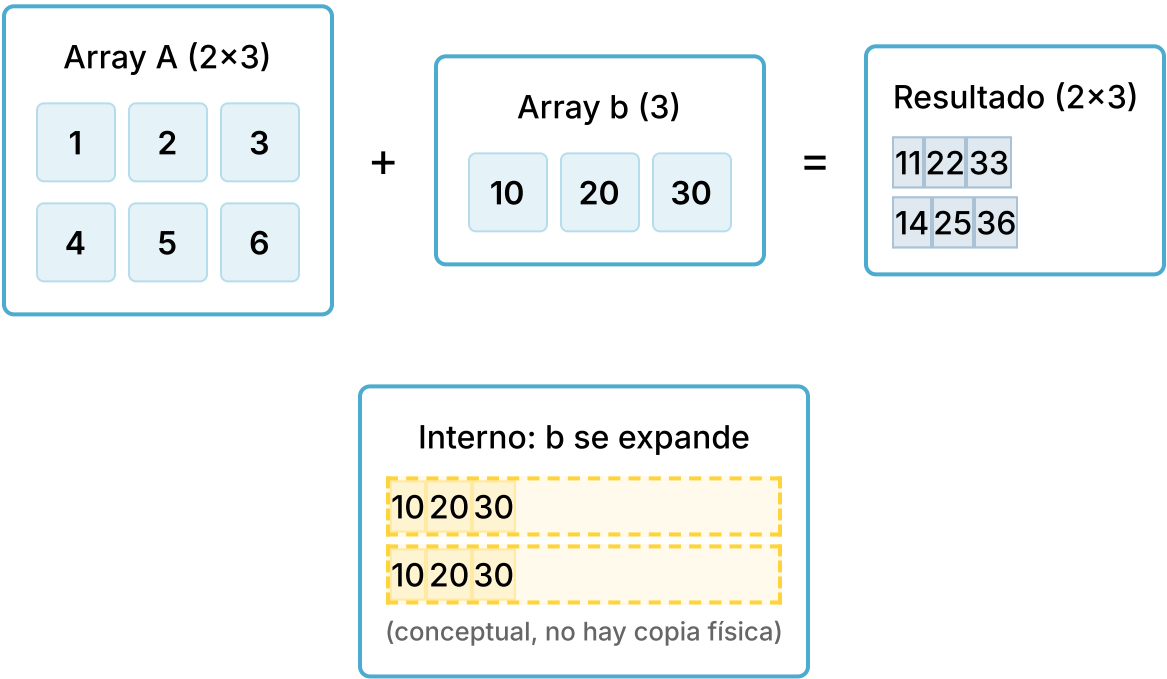 Array A (2×3)
1 2 3
4 5 6
+
Array b (3)
10 20 30
=
Resultado (2×3)
11 22 33
14 25 36
Interno: b se expande
10 20 30
10 20 30
(conceptual, no hay copia física)